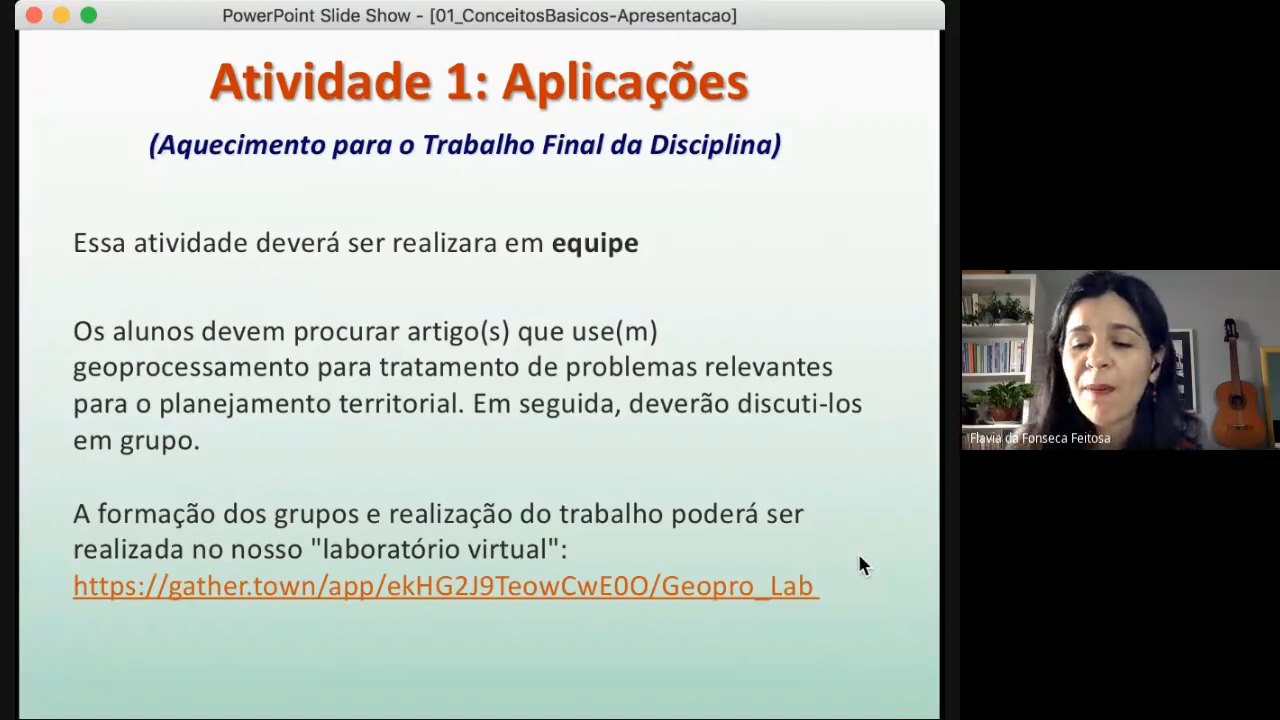 PowerPoint Slide Show - [01_ConceitosBasicos-Apresentacao]
Atividade 1: Aplicações
(Aquecimento para o Trabalho Final da Disciplina)
Essa atividade deverá ser realizara em equipe
Os alunos devem procurar artigo(s) que use(m)
geoprocessamento para tratamento de problemas relevantes
para o planejamento territorial. Em seguida, deverão discuti-los
em grupo.
A formação dos grupos e realização do trabalho poderá ser
realizada no nosso "laboratório virtual":
https://gather.town/app/ekHG2J9TeowCwE0O/Geopro_Lab
Flavia da Fonseca Feitosa